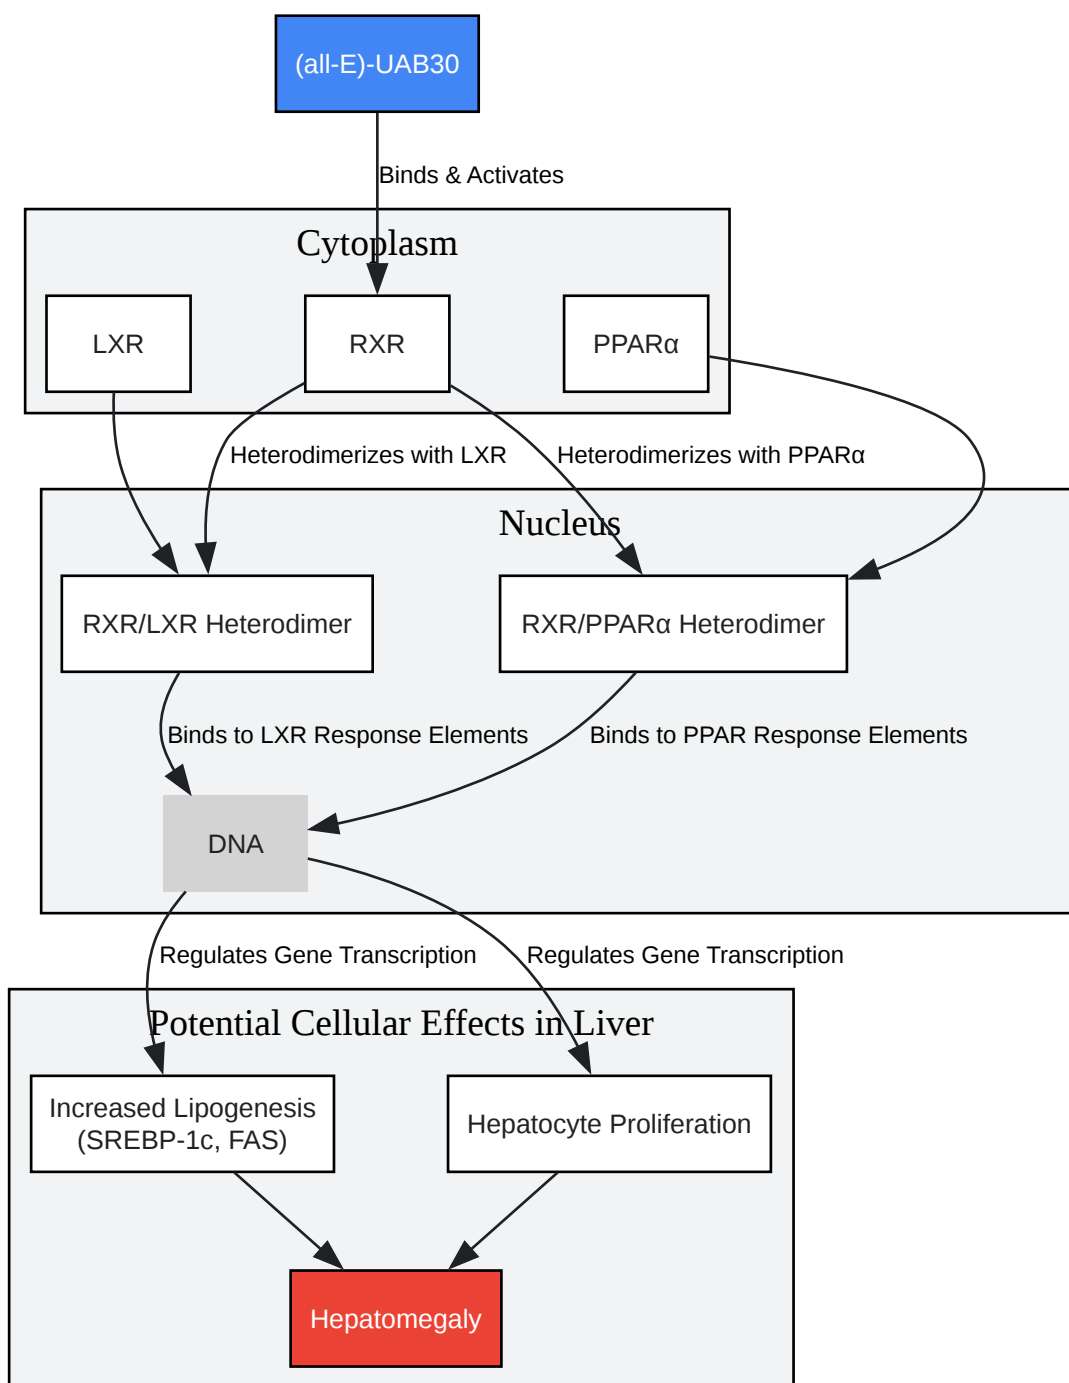 (all-E)-UAB30
Binds & Activates
Cytoplasm
LXR
RXR
PPARα
Heterodimerizes with LXR
Heterodimerizes with PPARα
Nucleus
RXR/LXR Heterodimer
RXR/PPARα Heterodimer
Binds to LXR Response Elements
Binds to PPAR Response Elements
DNA
Regulates Gene Transcription
Regulates Gene Transcription
Potential Cellular Effects in Liver
Increased Lipogenesis
(SREBP-1c, FAS)
Hepatocyte Proliferation
Hepatomegaly